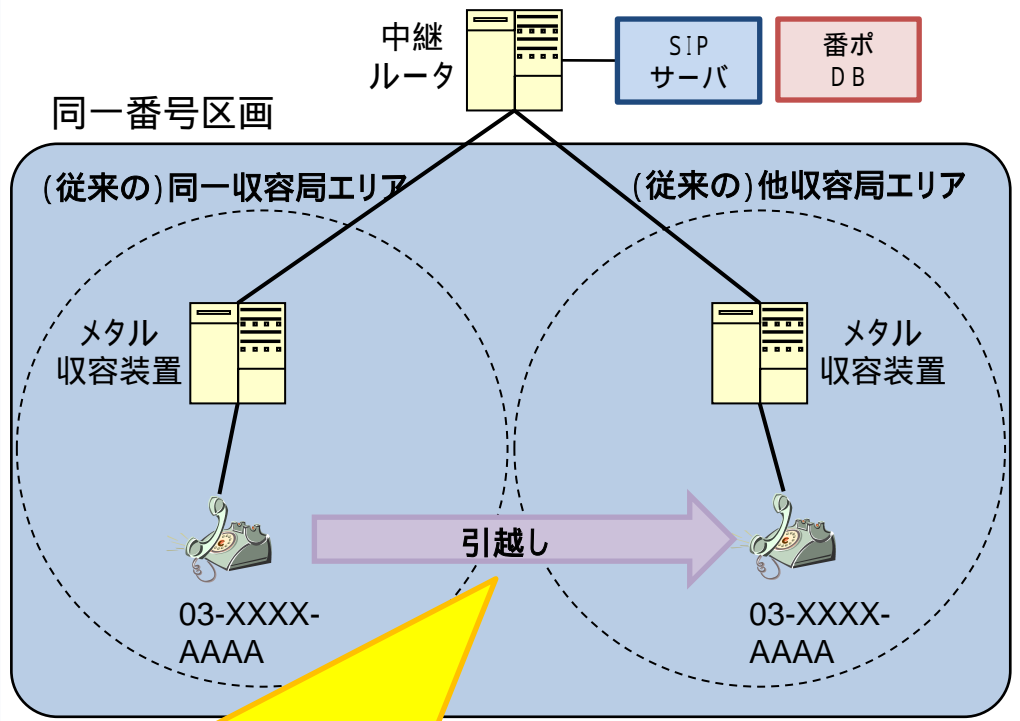 中継
ルータ
SIP
サーバ
番ポ
DB
同一番号区画
(従来の)同一収容局エリア
(従来の)他収容局エリア
メタル
収容装置
メタル
収容装置
引越し
03-XXXX-
AAAA
03-XXXX-
AAAA